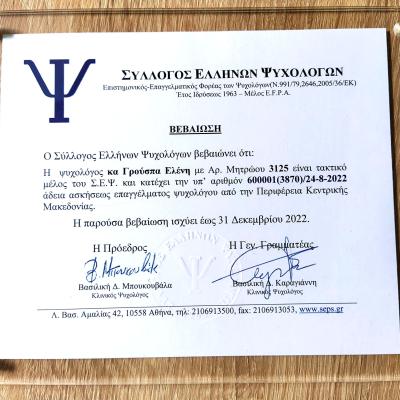 Ψ
ΣΥΛΛΟΓΟΣ ΕΛΛΗΝΩΝ ΨΥΧΟΛΟΓΩΝ
Επιστημονικός-Επαγγελματικός Φορέας των Ψυχολόγων(Ν.991/79,2646,2005/36/ΕΚ)
Έτος Ιδρύσεως 1963 – Μέλος E.F.P.A.
ΒΕΒΑΙΩΣΗ
Ο Σύλλογος Ελλήνων Ψυχολόγων βεβαιώνει ότι:
Η ψυχολόγος κα Γρούσπα Ελένη με Αρ. Μητρώου 3125 είναι τακτικό
μέλος του Σ.Ε.Ψ. και κατέχει την υπ’ αριθμόν 600001(3870)/24-8-2022
άδεια ασκήσεως επαγγέλματος ψυχολόγου από την Περιφέρεια Κεντρικής
Μακεδονίας.
Η παρούσα βεβαίωση ισχύει έως 31 Δεκεμβρίου 2022.
Η Πρόεδρος
Η Γεν. Γραμματέας
Βασιλική Δ. Μπουκουβάλα
Κλινικός Ψυχολόγος
Βασιλική Δ. Καραγιάννη
Κλινικός Ψυχολόγος
Λ. Βασ. Αμαλίας 42, 10558 Αθήνα, τηλ: 2106913500, fax: 2106913053, www.seps.gr